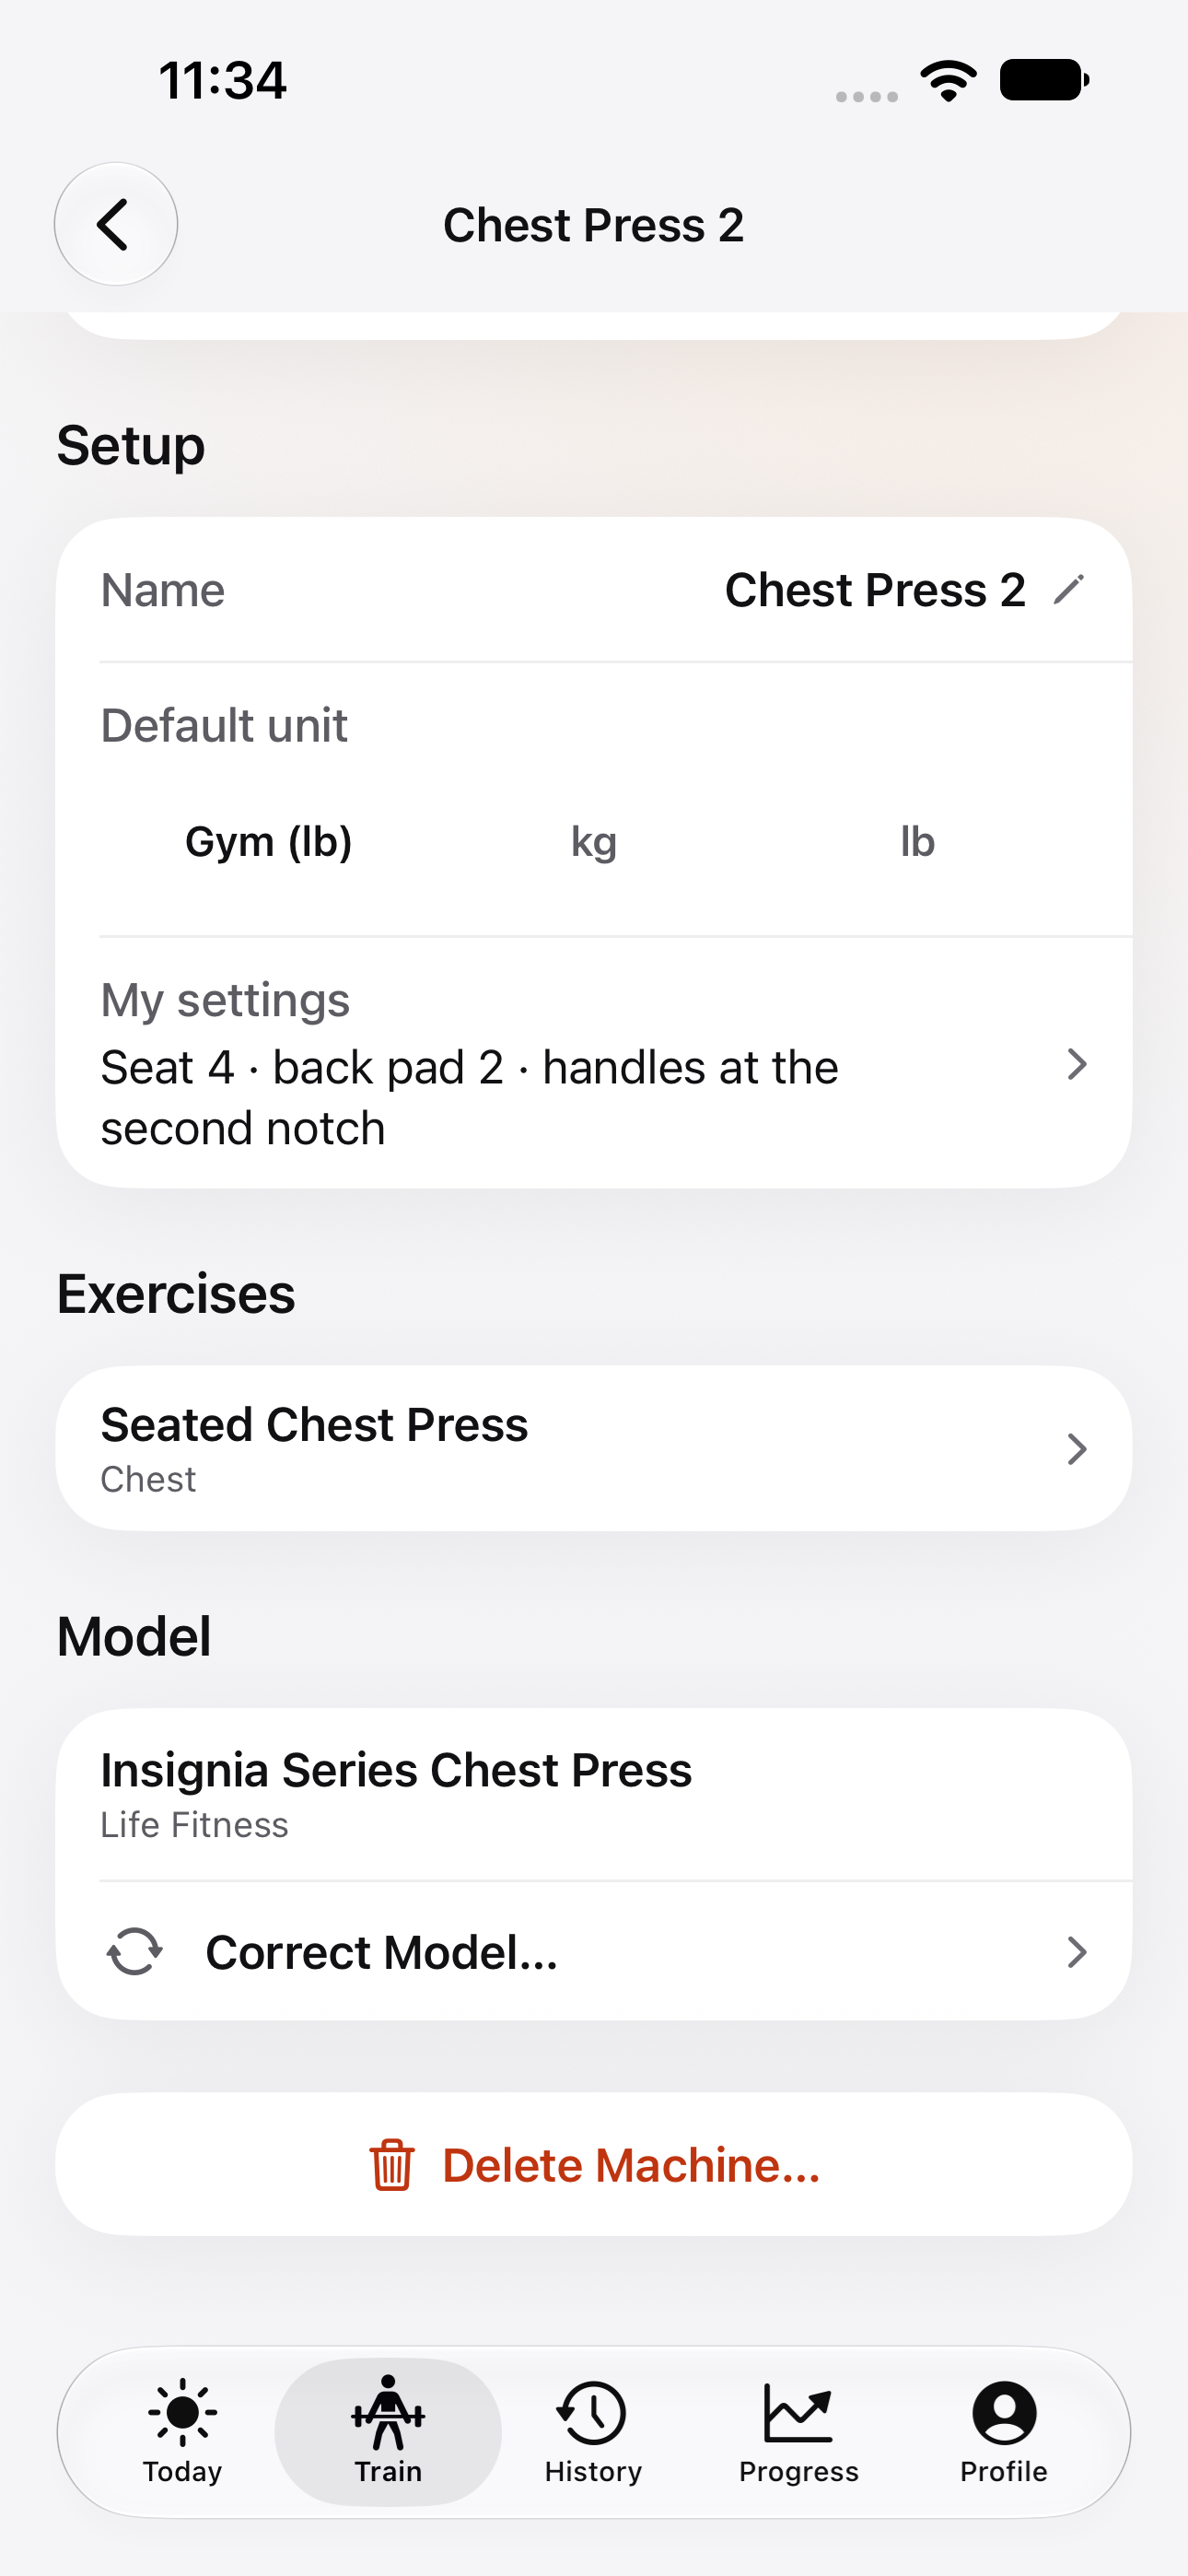 11:34
Chest Press 2
Setup
Name
Chest Press 2
Default unit
Gym (lb)
kg
lb
My settings
Seat 4 · back pad 2 · handles at the
second notch
Exercises
Seated Chest Press
Chest
Model
Insignia Series Chest Press
Life Fitness
Correct Model...
Delete Machine...
Today
Train
History
Progress
Profile